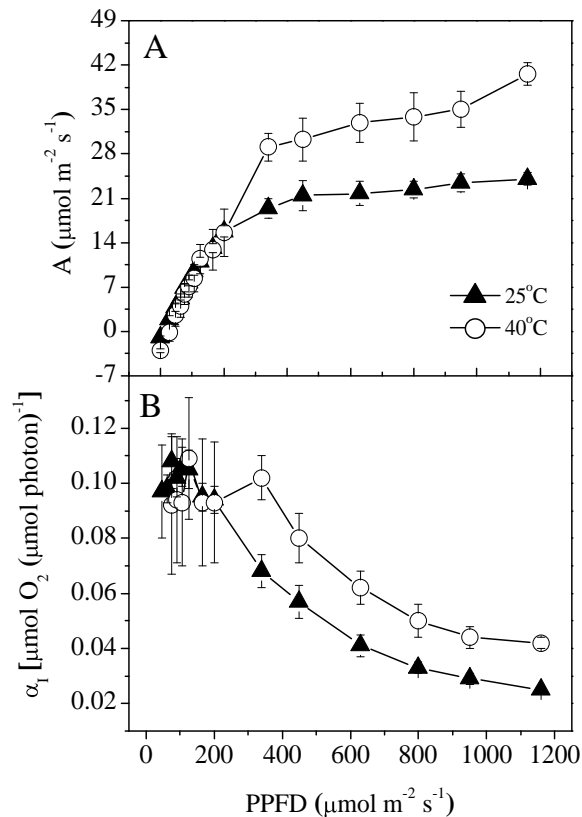 A
49
42
35
28
21
14
7
0
-7
A (μmol m⁻² s⁻¹)
25°C
40°C
B
0.12
0.10
0.08
0.06
0.04
0.02
α_I [μmol O₂ (μmol photon)⁻¹
0 200 400 600 800 1000 1200
PPFD (μmol m⁻² s⁻¹)